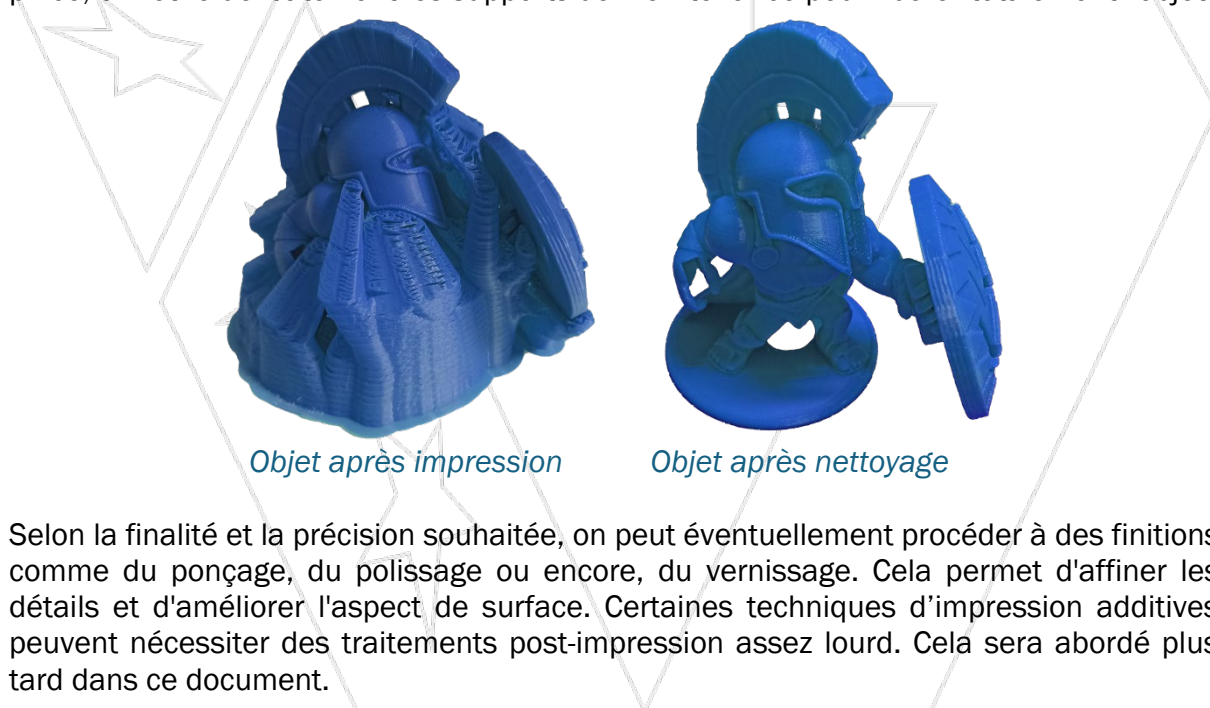 Objet après impression
Objet après nettoyage
Selon la finalité et la précision souhaitée, on peut éventuellement procéder à des finitions
comme du ponçage, du polissage ou encore, du vernissage. Cela permet d'affiner les
détails et d'améliorer l'aspect de surface. Certaines techniques d’impression additives
peuvent nécessiter des traitements post-impression assez lourd. Cela sera abordé plus
tard dans ce document.